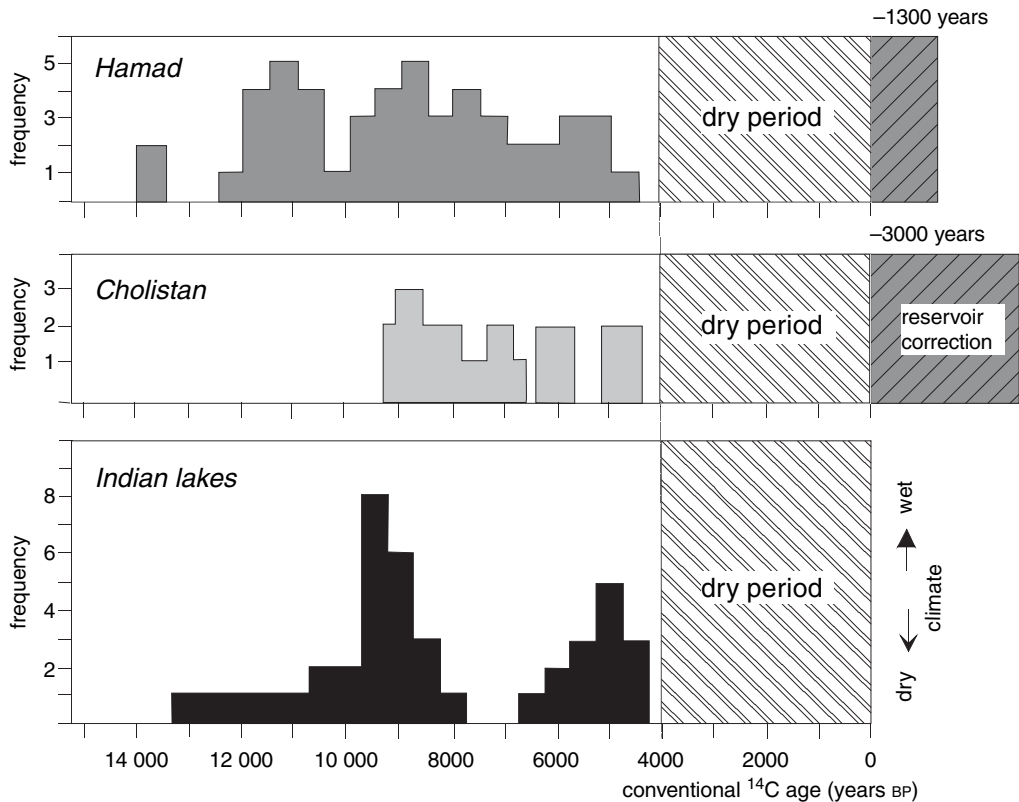 –1300 years
Hamad
frequency
5
3
1
dry period
–3000 years
Cholistan
frequency
3
2
1
dry period
reservoir
correction
Indian lakes
frequency
8
6
4
2
dry period
wet
climate
dry
14 000 12 000 10 000 8000 6000 4000 2000 0
conventional ¹⁴C age (years BP)